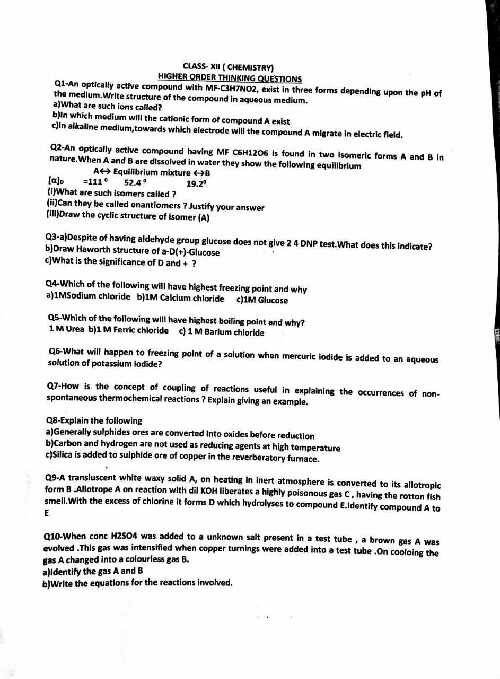 CLASS- XII ( CHEMISTRY)
HIGHER ORDER THINKING QUESTIONS
Q1-An optically active compound with MF-C3H7NO2, exist in three forms depending upon the pH of
the medium.Write structure of the compound in aqueous medium.
a)What are such ions called?
b)In which medium will the cationic form of compound A exist
c)In alkaline medium,towards which electrode will the compound A migrate in electric field.
Q2-An optically active compound having MF C6H12O6 is found in two isomeric forms A and B in
nature.When A and B are dissolved in water they show the following equilibrium
A↔ Equilibrium mixture ↔B
[α]D =111 ° 52.4 ° 19.2°
(i)What are such isomers called ?
(ii)Can they be called enantiomers ? Justify your answer
(iii)Draw the cyclic structure of isomer (A)
Q3-a)Despite of having aldehyde group glucose does not give 2 4 DNP test.What does this indicate?
b)Draw Haworth structure of a-D(+)-Glucose
c)What is the significance of D and + ?
Q4-Which of the following will have highest freezing point and why
a)1MSodium chloride b)1M Calcium chloride c)1M Glucose
Q5-Which of the following will have highest boiling point and why?
1 M Urea b)1 M Ferric chloride c) 1 M Barium chloride
Q6-What will happen to freezing point of a solution when mercuric iodide is added to an aqueous
solution of potassium iodide?
Q7-How is the concept of coupling of reactions useful in explaining the occurrences of non-
spontaneous thermochemical reactions ? Explain giving an example.
Q8-Explain the following
a)Generally sulphides ores are converted into oxides before reduction
b)Carbon and hydrogen are not used as reducing agents at high temperature
c)Silica is added to sulphide ore of copper in the reverberatory furnace.
Q9-A transluscent white waxy solid A, on heating in inert atmosphere is converted to its allotropic
form B .Allotrope A on reaction with dil KOH liberates a highly poisonous gas C , having the rotton fish
smell.With the excess of chlorine it forms D which hydrolyses to compound E.Identify compound A to
E
Q10-When conc H2SO4 was added to a unknown salt present in a test tube , a brown gas A was
evolved .This gas was intensified when copper turnings were added into a test tube .On cooloing the
gas A changed into a colourless gas B.
a)Identify the gas A and B
b)Write the equations for the reactions involved.